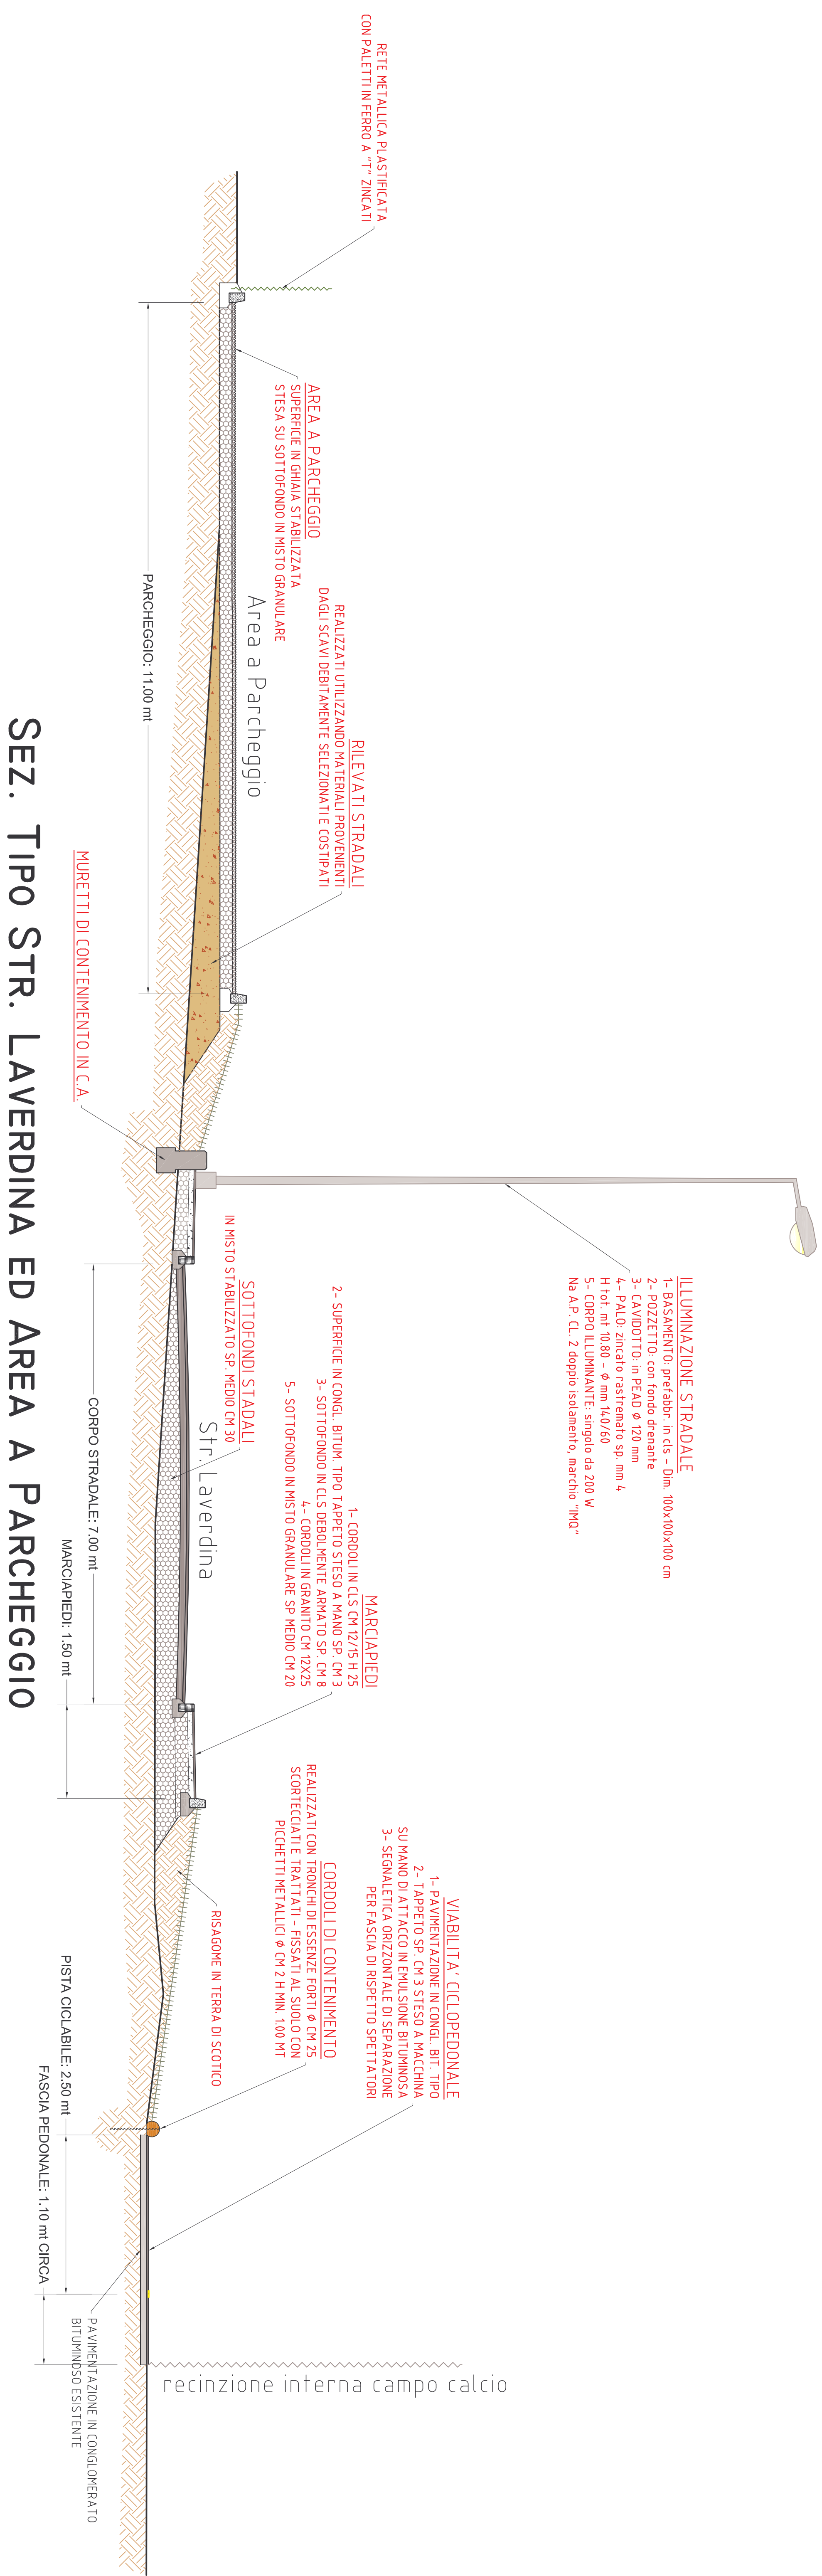 RETE METALLICA PLASTIFICATA
CON PALETTI IN FERRO A "T" ZINCATI
AREA A PARCHEGGIO
SUPERFICIE IN GHIAIA STABILIZZATA
STESA SU SOTTOFONDO IN MISTO GRANULARE
Area a Parcheggio
RILEVATI STRADALI
REALIZZATI UTILIZZANDO MATERIALI PROVENIENTI
DAGLI SCAVI DEBITAMENTE SELEZIONATI E COSTIPATI
PARCHEGGIO: 11.00 mt
MURETTI DI CONTENIMENTO IN C.A.
ILLUMINAZIONE STRADALE
1- BASAMENTO: prefabbr. in cls - Dim. 100x100x100 cm
2- POZZETTO: con fondo drenante
3- CAVIDOTTO: in PEAD Ø 120 mm
4- PALO: zincato rastremato sp. mm 4
H tot. mt 10.80 - Ø mm 140/60
5- CORPO ILLUMINANTE: singolo da 200 W
Na A.P. CL. 2 doppio isolamento, marchio "IMQ"
SOTTOFONDI STADALI
IN MISTO STABILIZZATO SP. MEDIO CM 30
Str. Laverdina
MARCIAPIEDI
1- CORDOLI IN CLS CM 12/15 H 25
2- SUPERFICIE IN CONGL. BITUM. TIPO TAPPETO STESO A MANO SP. CM 3
3- SOTTOFONDO IN CLS DEBOLMENTE ARMATO SP. CM 8
4- CORDOLI IN GRANITO CM 12X25
5- SOTTOFONDO IN MISTO GRANULARE SP MEDIO CM 20
CORPO STRADALE: 7.00 mt
MARCIAPIEDI: 1.50 mt
VIABILITA' CICLOPEDONALE
1- PAVIMENTAZIONE IN CONGL. BIT. TIPO
2- TAPPETO SP. CM 3 STESO A MACCHINA
SU MANO DI ATTACCO IN EMULSIONE BITUMINOSA
3- SEGNALETICA ORIZZONTALE DI SEPARAZIONE
PER FASCIA DI RISPETTO SPETTATORI
CORDOLI DI CONTENIMENTO
REALIZZATI CON TRONCHI DI ESSENZE FORTI Ø CM 25
SCORTECCIATI E TRATTATI - FISSATI AL SUOLO CON
PICCHETTI METALLICI Ø CM 2 H MIN. 1.00 MT
RISAGOME IN TERRA DI SCOTICO
PISTA CICLABILE: 2.50 mt
FASCIA PEDONALE: 1.10 mt CIRCA
PAVIMENTAZIONE IN CONGLOMERATO
BITUMINOSO ESISTENTE
recinzione interna campo calcio
SEZ. TIPO STR. LAVERDINA ED AREA A PARCHEGGIO